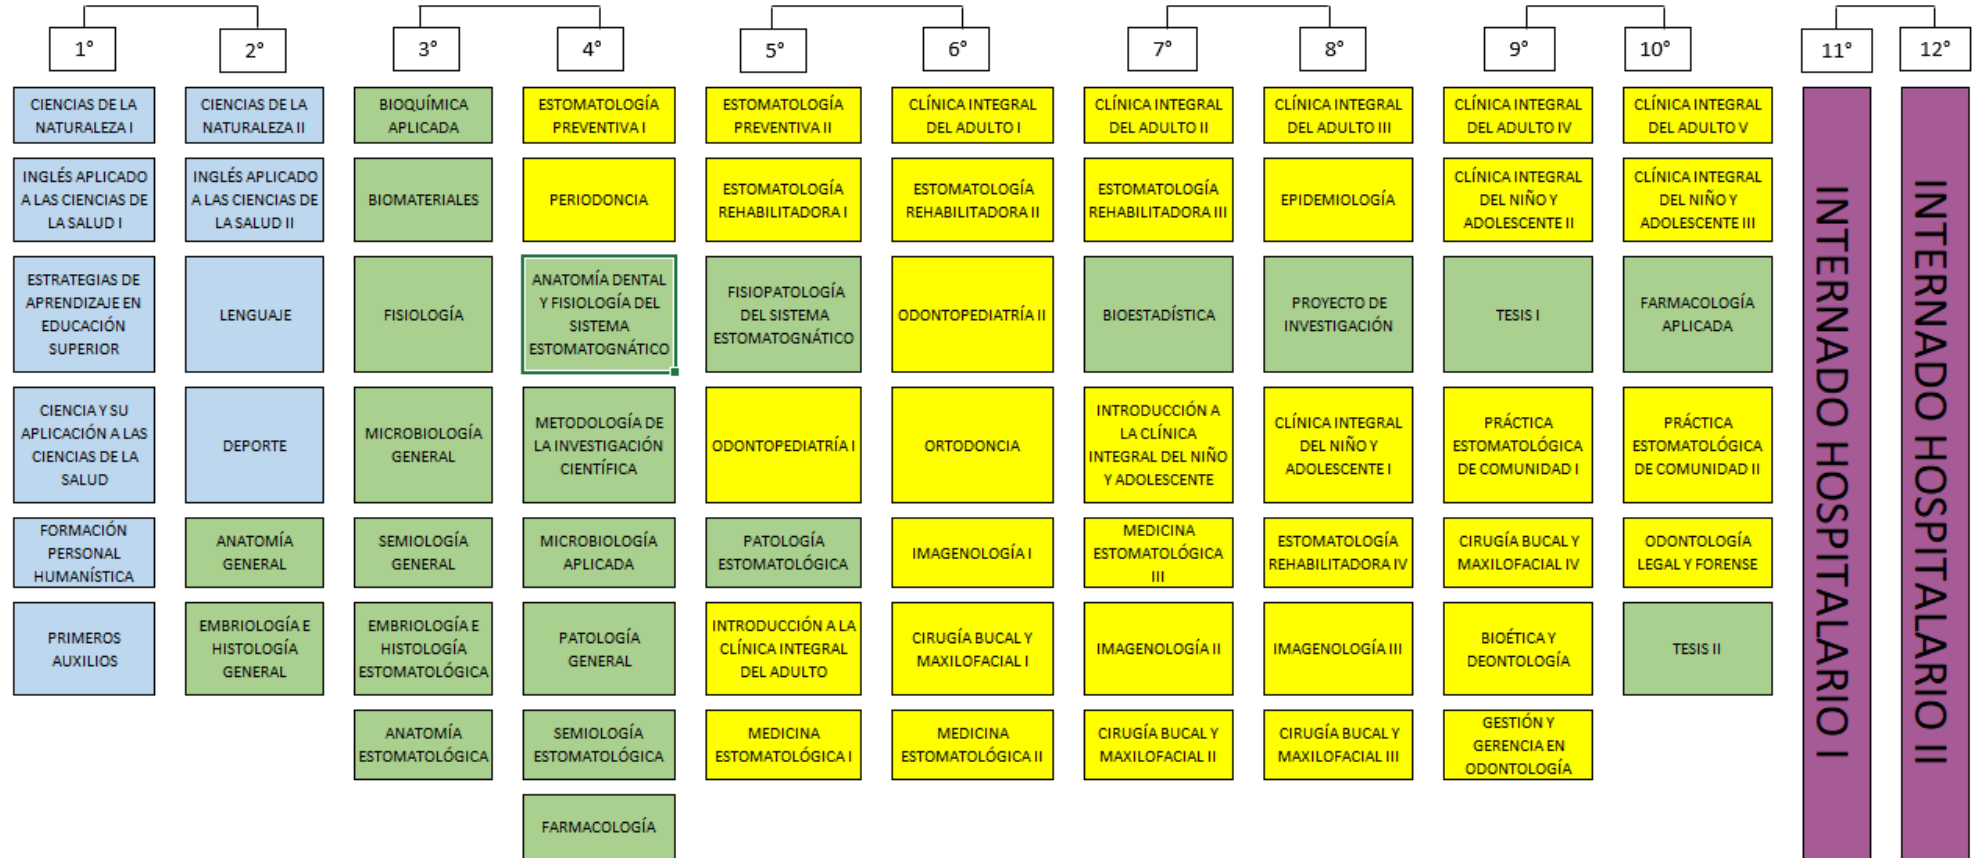 1°
2°
3°
4°
5°
6°
7°
8°
9°
10°
11°
12°
CIENCIAS DE LA
NATURALEZA I
INGLÉS APLICADO
A LAS CIENCIAS DE
LA SALUD I
ESTRATEGIAS DE
APRENDIZAJE EN
EDUCACIÓN
SUPERIOR
CIENCIA Y SU
APLICACIÓN A LAS
CIENCIAS DE LA
SALUD
FORMACIÓN
PERSONAL
HUMANÍSTICA
PRIMEROS
AUXILIOS
CIENCIAS DE LA
NATURALEZA II
INGLÉS APLICADO
A LAS CIENCIAS DE
LA SALUD II
LENGUAJE
DEPORTE
ANATOMÍA
GENERAL
EMBRIOLOGÍA E
HISTOLOGÍA
GENERAL
BIOQUÍMICA
APLICADA
BIOMATERIALES
FISIOLOGÍA
MICROBIOLOGÍA
GENERAL
SEMIOLOGÍA
GENERAL
EMBRIOLOGÍA E
HISTOLOGÍA
ESTOMATOLÓGICA
ANATOMÍA
ESTOMATOLÓGICA
ESTOMATOLOGÍA
PREVENTIVA I
PERIODONCIA
ANATOMÍA DENTAL
Y FISIOLOGÍA DEL
SISTEMA
ESTOMATOGNÁTICO
METODOLOGÍA DE
LA INVESTIGACIÓN
CIENTÍFICA
MICROBIOLOGÍA
APLICADA
PATOLOGÍA
GENERAL
SEMIOLOGÍA
ESTOMATOLÓGICA
FARMACOLOGÍA
ESTOMATOLOGÍA
PREVENTIVA II
ESTOMATOLOGÍA
REHABILITADORA I
FISIOPATOLOGÍA
DEL SISTEMA
ESTOMATOGNÁTICO
ODONTOPEDIATRÍA I
PATOLOGÍA
ESTOMATOLÓGICA
INTRODUCCIÓN A LA
CLÍNICA INTEGRAL
DEL ADULTO
MEDICINA
ESTOMATOLÓGICA I
CLÍNICA INTEGRAL
DEL ADULTO I
ESTOMATOLOGÍA
REHABILITADORA II
ODONTOPEDIATRÍA II
ORTODONCIA
IMAGENOLOGÍA I
CIRUGÍA BUCAL Y
MAXILOFACIAL I
MEDICINA
ESTOMATOLÓGICA II
CLÍNICA INTEGRAL
DEL ADULTO II
ESTOMATOLOGÍA
REHABILITADORA III
BIOESTADÍSTICA
INTRODUCCIÓN A
LA CLÍNICA
INTEGRAL DEL NIÑO
Y ADOLESCENTE
MEDICINA
ESTOMATOLÓGICA
III
IMAGENOLOGÍA II
CIRUGÍA BUCAL Y
MAXILOFACIAL II
CLÍNICA INTEGRAL
DEL ADULTO III
EPIDEMIOLOGÍA
PROYECTO DE
INVESTIGACIÓN
CLÍNICA INTEGRAL
DEL NIÑO Y
ADOLESCENTE I
ESTOMATOLOGÍA
REHABILITADORA IV
IMAGENOLOGÍA III
CIRUGÍA BUCAL Y
MAXILOFACIAL III
CLÍNICA INTEGRAL
DEL ADULTO IV
CLÍNICA INTEGRAL
DEL NIÑO Y
ADOLESCENTE II
TESIS I
PRÁCTICA
ESTOMATOLÓGICA
DE COMUNIDAD I
CIRUGÍA BUCAL Y
MAXILOFACIAL IV
BIOÉTICA Y
DEONTOLOGÍA
GESTIÓN Y
GERENCIA EN
ODONTOLOGÍA
CLÍNICA INTEGRAL
DEL ADULTO V
CLÍNICA INTEGRAL
DEL NIÑO Y
ADOLESCENTE III
FARMACOLOGÍA
APLICADA
PRÁCTICA
ESTOMATOLÓGICA
DE COMUNIDAD II
ODONTOLOGÍA
LEGAL Y FORENSE
TESIS II
INTERNADO HOSPITALARIO I
INTERNADO HOSPITALARIO II